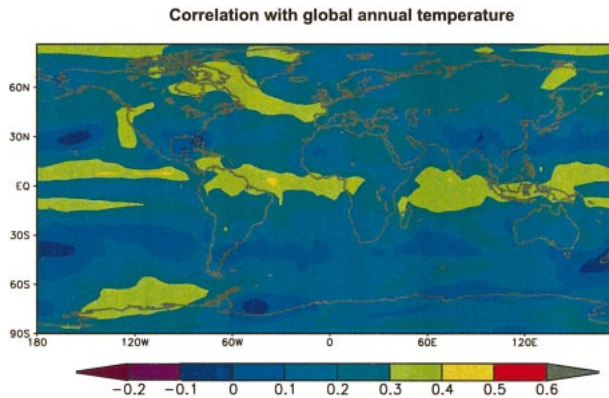 Correlation with global annual temperature
60N
30N
EQ
30S
60S
90S
180 120W 60W 0 60E 120E
−0.2 −0.1 0 0.1 0.2 0.3 0.4 0.5 0.6